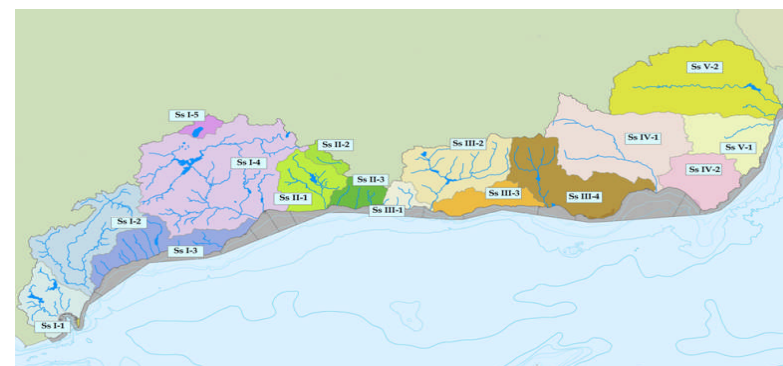 Ss V-2
Ss I-5
Ss II-2
Ss III-2
Ss IV-1
Ss V-1
Ss I-4
Ss II-3
Ss IV-2
Ss II-1
Ss III-3
Ss III-4
Ss III-1
Ss I-2
Ss I-3
Ss I-1